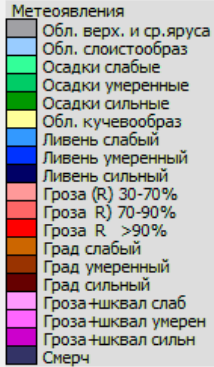 Метеоявления
Обл. верх. и ср.яруса
Обл. слоистообраз
Осадки слабые
Осадки умеренные
Осадки сильные
Обл. кучевообраз
Ливень слабый
Ливень умеренный
Ливень сильный
Гроза (R) 30-70%
Гроза R) 70-90%
Гроза R >90%
Град слабый
Град умеренный
Град сильный
Гроза+шквал слаб
Гроза+шквал умерен
Гроза+шквал сильн
Смерч